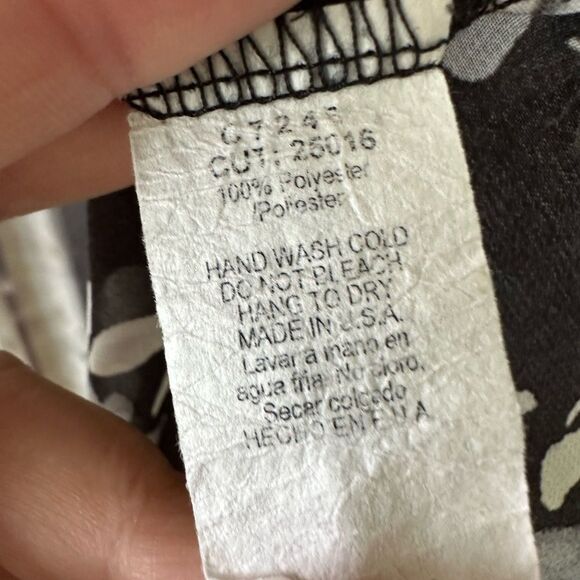 CUT: 25016
100% Polyester
/Poliester
HAND WASH COLD
DO NOT BLEACH
HANG TO DRY
MADE IN U.S.A.
Lavar a mano en
agua fria. No cloro.
Secar colgado
HECHO EN E.U.A